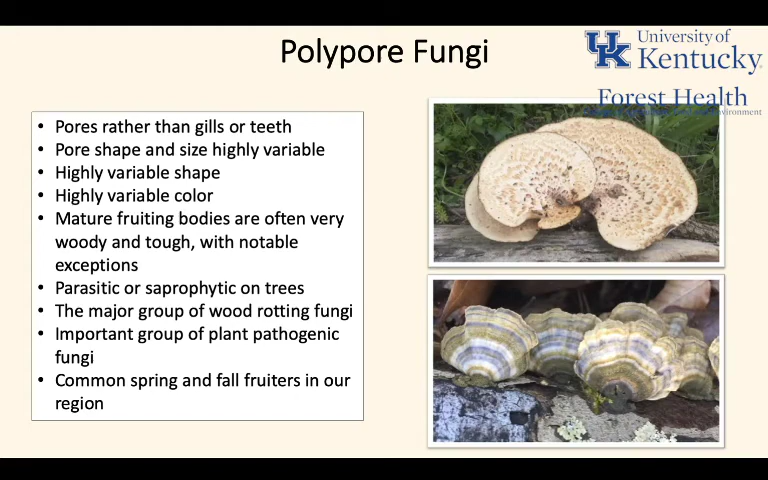 Polypore Fungi
University of
Kentucky
Forest Health
• Pores rather than gills or teeth
• Pore shape and size highly variable
• Highly variable shape
• Highly variable color
• Mature fruiting bodies are often very
woody and tough, with notable
exceptions
• Parasitic or saprophytic on trees
• The major group of wood rotting fungi
• Important group of plant pathogenic
fungi
• Common spring and fall fruiters in our
region